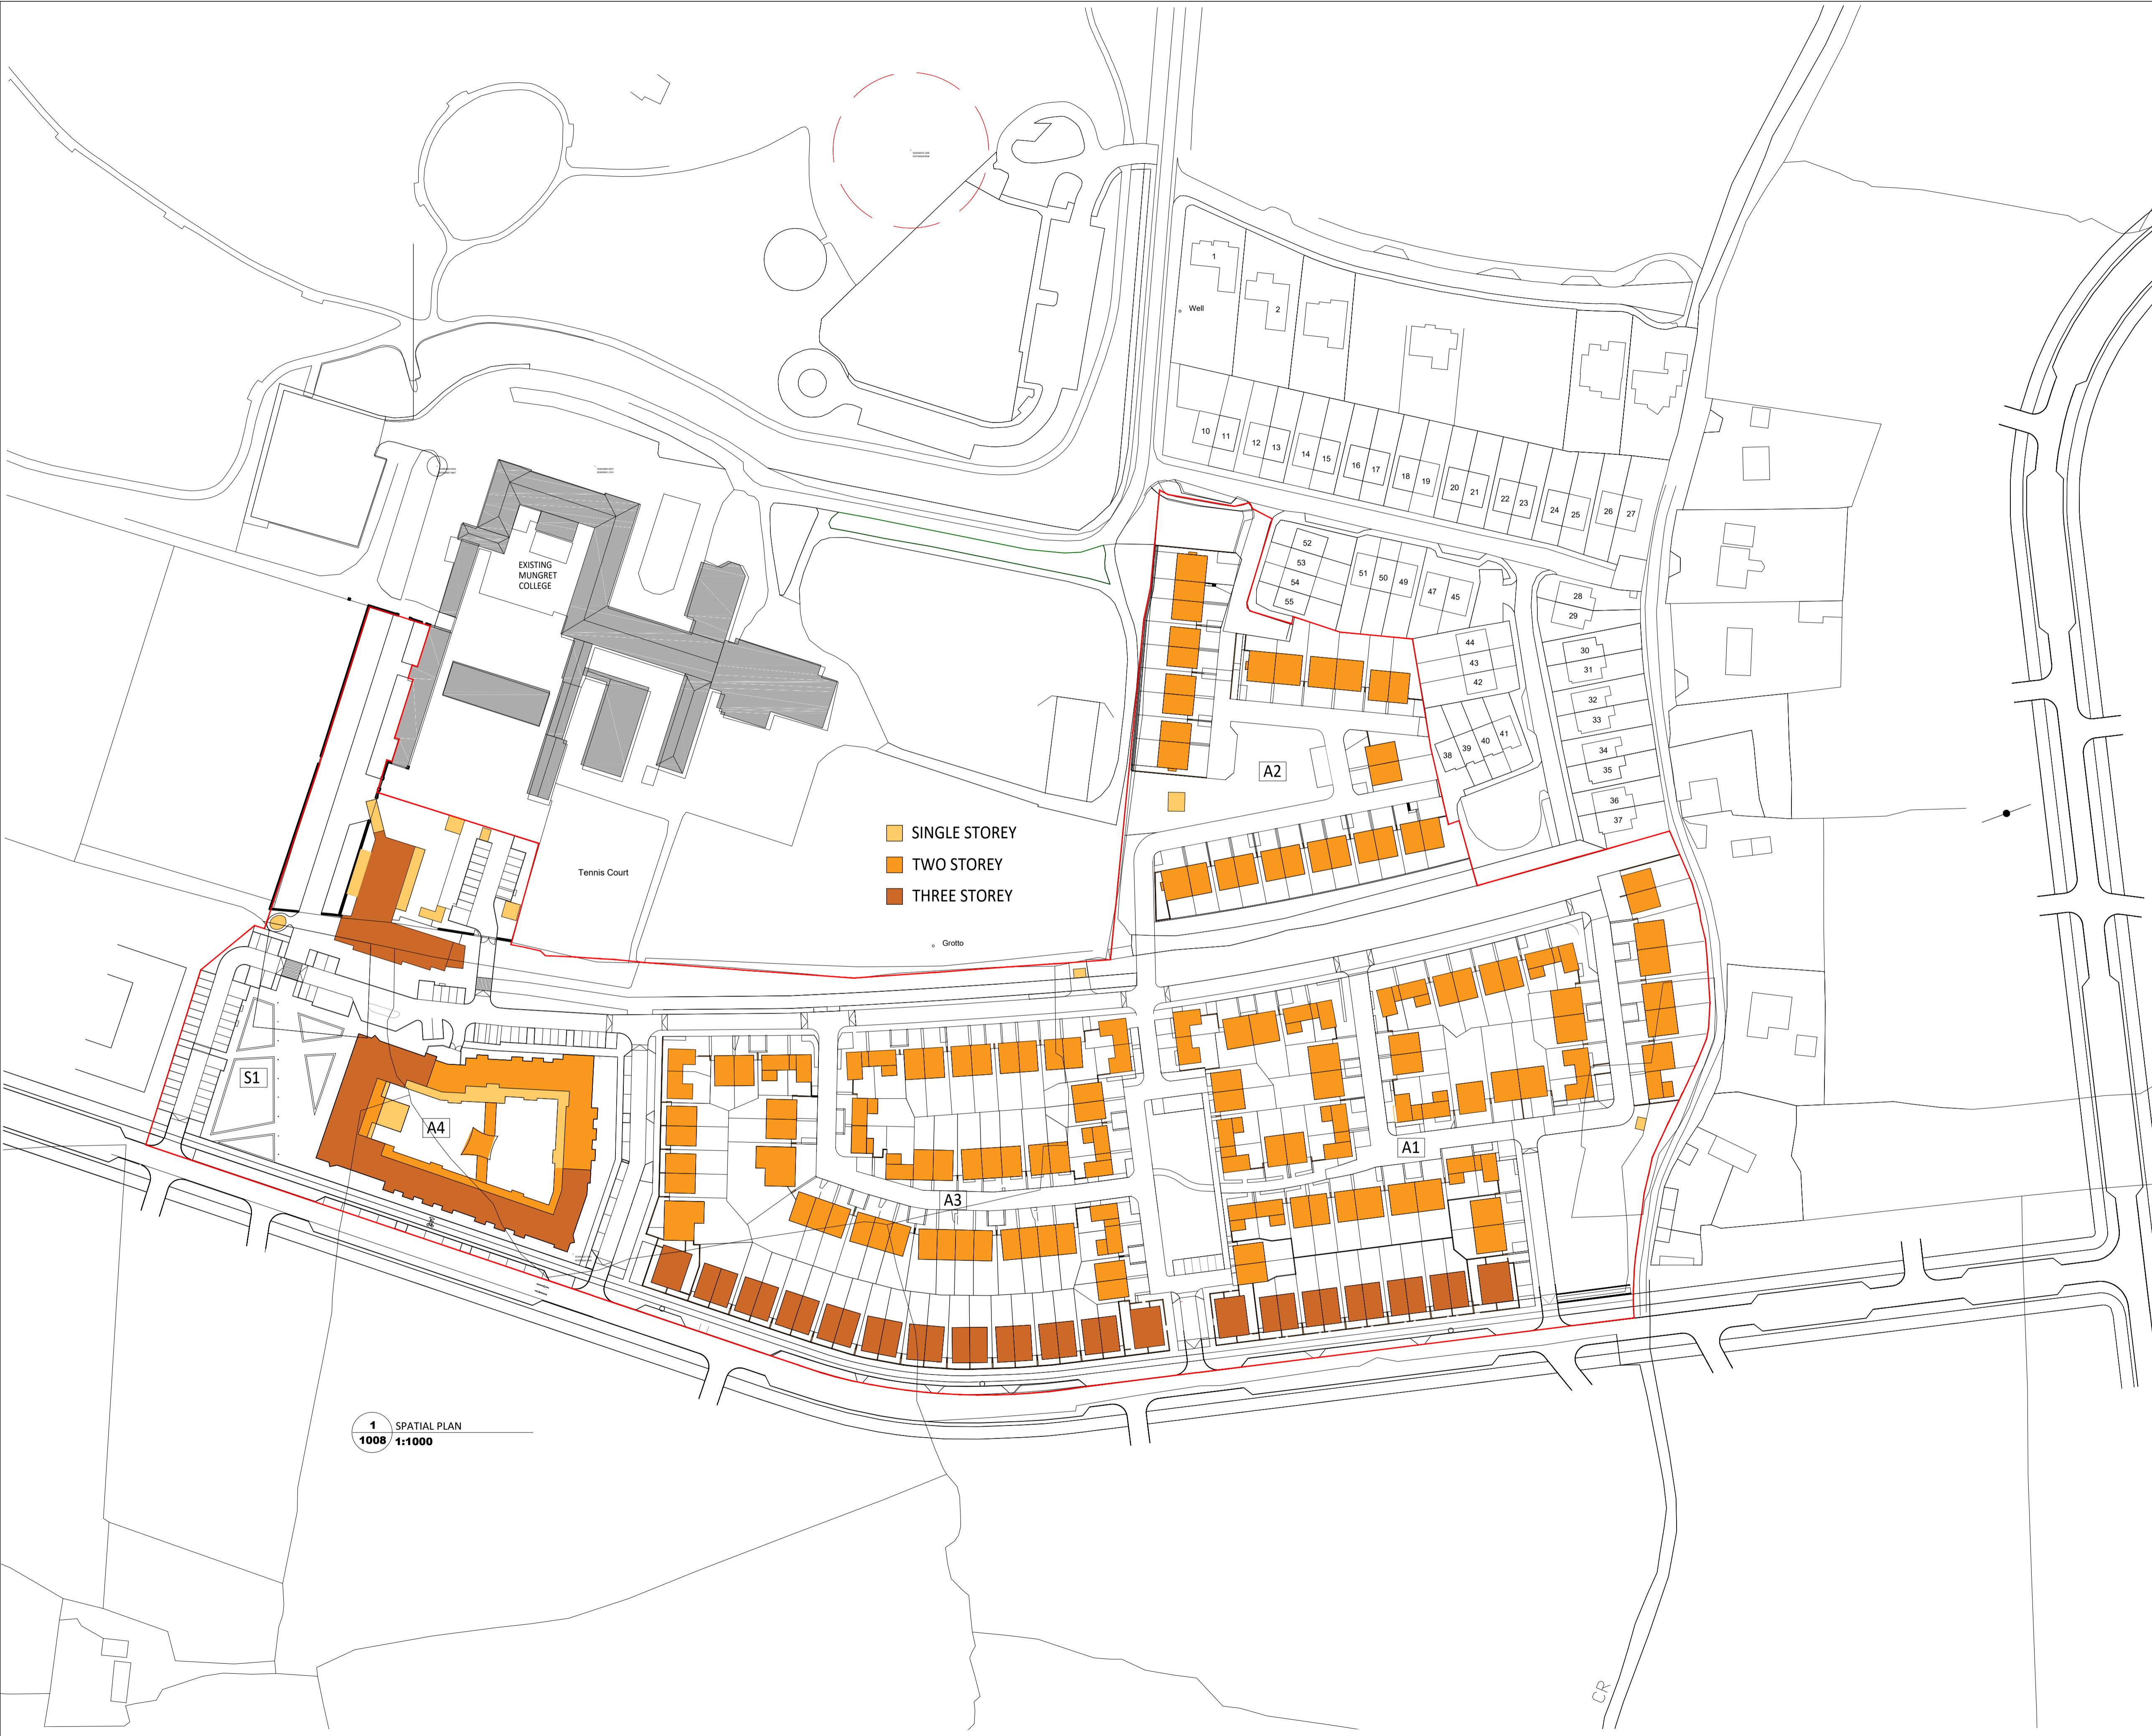 1
2
Well
10 11 12 13 14 15 16 17 18 19 20 21 22 23 24 25 26 27
52
53
54
55
51 50 49 47 45
28
29
44
43
42
30
31
32
33
38 39 40 41
34
35
36
37
EXISTING
MUNGRET
COLLEGE
A2
SINGLE STOREY
TWO STOREY
THREE STOREY
Tennis Court
Grotto
S1
A4
A3
A1
1 SPATIAL PLAN
1008 1:1000
CR